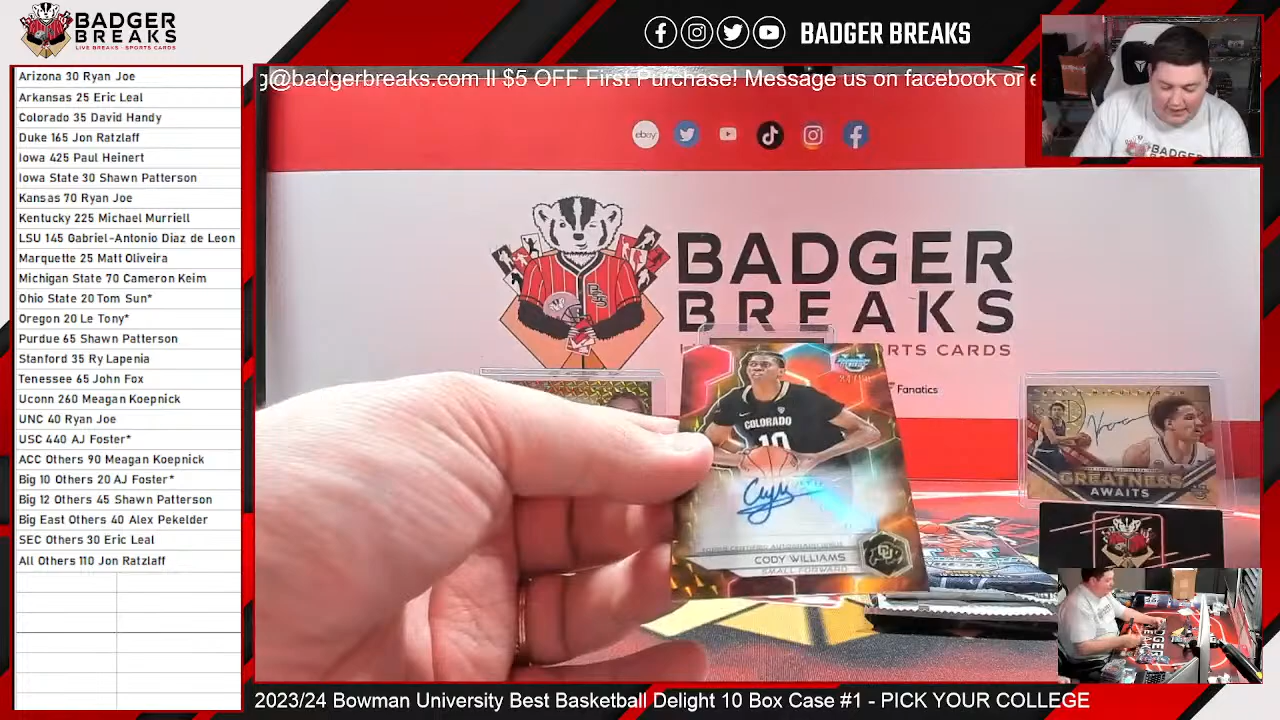 BADGER
BREAKS
LIVE BREAKS - SPORTS CARDS
BADGER BREAKS
g@badgerbreaks.com II $5 OFF First Purchase! Message us on facebook or e
Arizona 30 Ryan Joe
Arkansas 25 Eric Leal
Colorado 35 David Handy
Duke 165 Jon Ratzlaff
Iowa 425 Paul Heinert
Iowa State 30 Shawn Patterson
Kansas 70 Ryan Joe
Kentucky 225 Michael Murriell
LSU 145 Gabriel-Antonio Diaz de Leon
Marquette 25 Matt Oliveira
Michigan State 70 Cameron Keim
Ohio State 20 Tom Sun*
Oregon 20 Le Tony*
Purdue 65 Shawn Patterson
Stanford 35 Ry Lapenia
Tenessee 65 John Fox
Uconn 260 Meagan Koepnick
UNC 40 Ryan Joe
USC 440 AJ Foster*
ACC Others 90 Meagan Koepnick
Big 10 Others 20 AJ Foster*
Big 12 Others 45 Shawn Patterson
Big East Others 40 Alex Pekelder
SEC Others 30 Eric Leal
All Others 110 Jon Ratzlaff
ebay
BADGER
BREAKS
RTS CARDS
Fanatics
COLORADO
10
CODY WILLIAMS
SMALL FORWARD
GREATNESS
AWAITS
BADGER
2023/24 Bowman University Best Basketball Delight 10 Box Case #1 - PICK YOUR COLLEGE